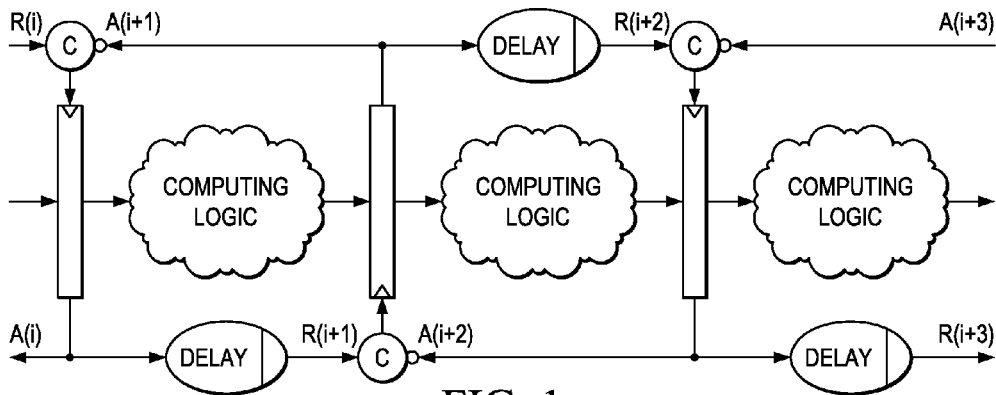 R(i) C A(i+1) DELAY R(i+2) C A(i+3)
COMPUTING LOGIC
COMPUTING LOGIC
COMPUTING LOGIC
A(i) DELAY R(i+1) C A(i+2) DELAY R(i+3)